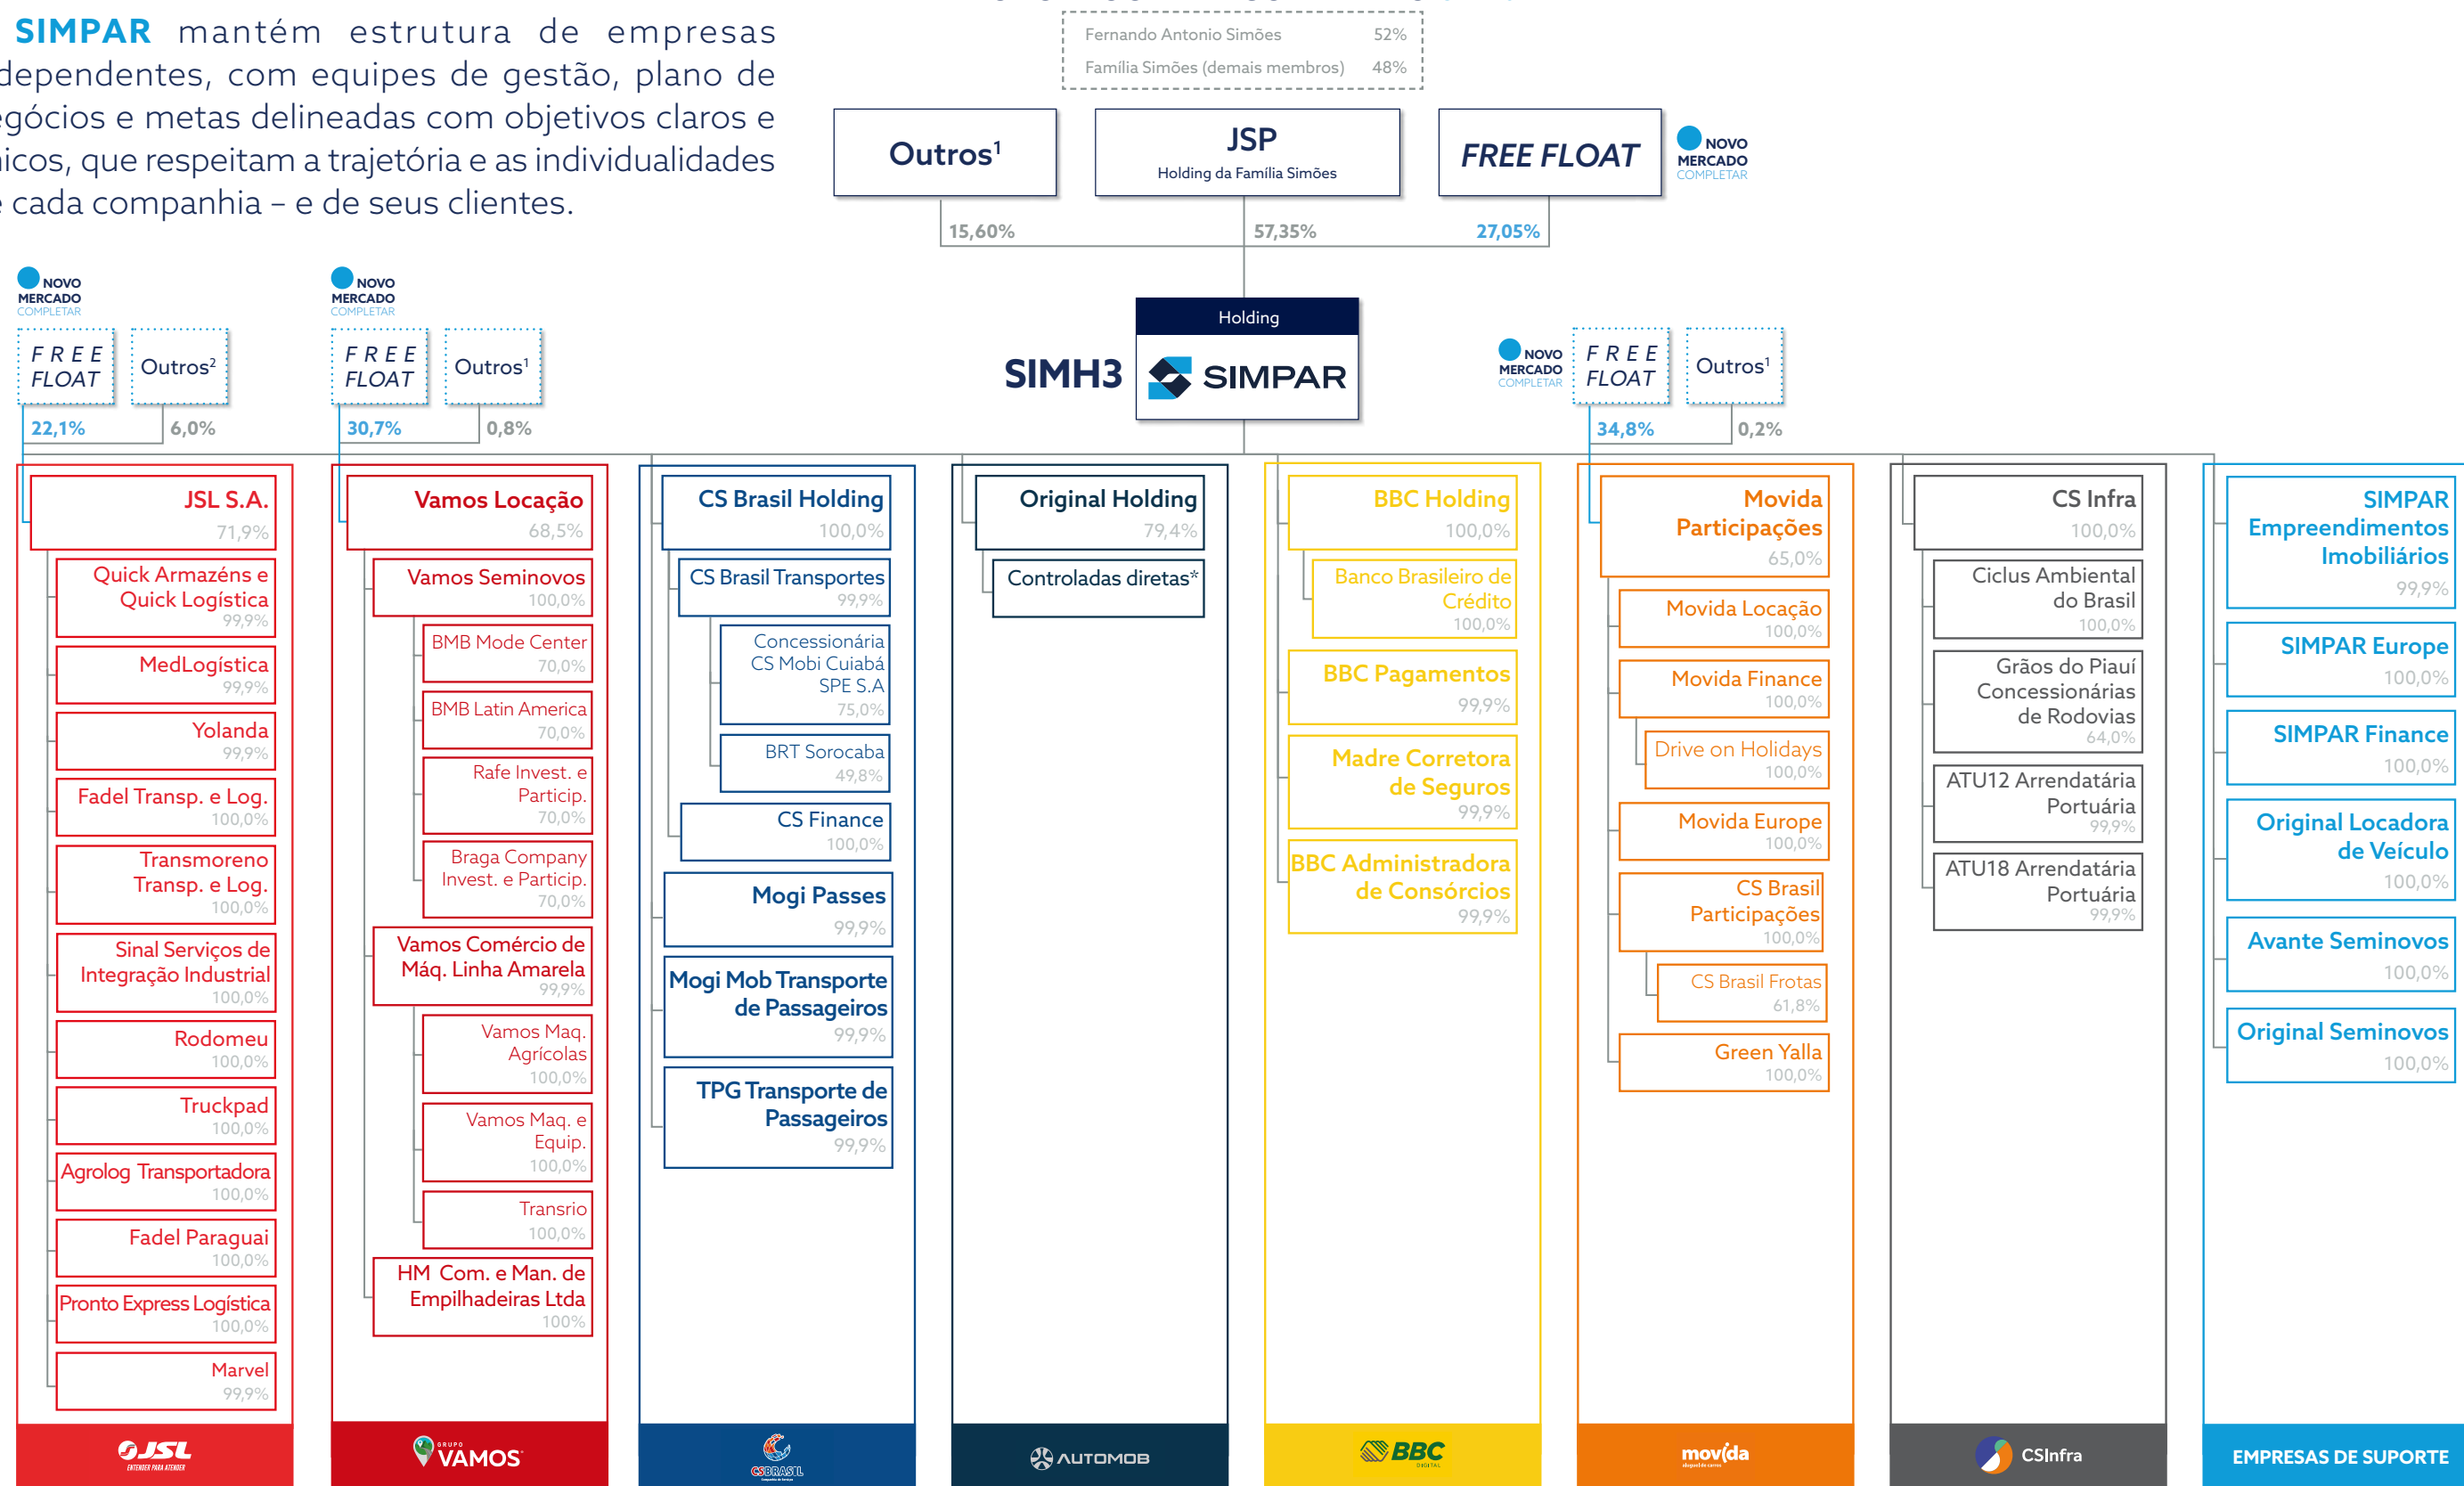 SIMPAR mantém estrutura de empresas
dependentes, com equipes de gestão, plano de
egócios e metas delineadas com objetivos claros e
nicos, que respeitam a trajetória e as individualidades
e cada companhia – e de seus clientes.
Fernando Antonio Simões 52%
Família Simões (demais membros) 48%
Outros¹
JSP
Holding da Família Simões
FREE FLOAT
NOVO
MERCADO
COMPLETAR
15,60%
57,35%
27,05%
Holding
SIMH3
SIMPAR
NOVO
MERCADO
COMPLETAR
FREE
FLOAT
Outros²
22,1%
6,0%
NOVO
MERCADO
COMPLETAR
FREE
FLOAT
Outros¹
30,7%
0,8%
NOVO
MERCADO
COMPLETAR
FREE
FLOAT
Outros¹
34,8%
0,2%
JSL S.A.
71,9%
Quick Armazéns e
Quick Logística
99,9%
MedLogística
99,9%
Yolanda
99,9%
Fadel Transp. e Log.
100,0%
Transmoreno
Transp. e Log.
100,0%
Sinal Serviços de
Integração Industrial
100,0%
Rodomeu
100,0%
Truckpad
100,0%
Agrolog Transportadora
100,0%
Fadel Paraguai
100,0%
Pronto Express Logística
100,0%
Marvel
99,9%
JSL
ENTENDER PARA ATENDER
Vamos Locação
68,5%
Vamos Seminovos
100,0%
BMB Mode Center
70,0%
BMB Latin America
70,0%
Rafe Invest. e
Particip.
70,0%
Braga Company
Invest. e Particip.
70,0%
Vamos Comércio de
Máq. Linha Amarela
99,9%
Vamos Maq.
Agrícolas
100,0%
Vamos Maq. e
Equip.
100,0%
Transrio
100,0%
HM Com. e Man. de
Empilhadeiras Ltda
100%
GRUPO
VAMOS
CS Brasil Holding
100,0%
CS Brasil Transportes
99,9%
Concessionária
CS Mobi Cuiabá
SPE S.A
75,0%
BRT Sorocaba
49,8%
CS Finance
100,0%
Mogi Passes
99,9%
Mogi Mob Transporte
de Passageiros
99,9%
TPG Transporte de
Passageiros
99,9%
CSBRASIL
Original Holding
79,4%
Controladas diretas*
AUTOMOB
BBC Holding
100,0%
Banco Brasileiro de
Crédito
100,0%
BBC Pagamentos
99,9%
Madre Corretora
de Seguros
99,9%
BBC Administradora
de Consórcios
99,9%
BBC
DIGITAL
Movida
Participações
65,0%
Movida Locação
100,0%
Movida Finance
100,0%
Drive on Holidays
100,0%
Movida Europe
100,0%
CS Brasil
Participações
100,0%
CS Brasil Frotas
61,8%
Green Yalla
100,0%
movida
aluguel de carros
CS Infra
100,0%
Ciclus Ambiental
do Brasil
100,0%
Grãos do Piauí
Concessionárias
de Rodovias
64,0%
ATU12 Arrendatária
Portuária
99,9%
ATU18 Arrendatária
Portuária
99,9%
CSInfra
SIMPAR
Empreendimentos
Imobiliários
99,9%
SIMPAR Europe
100,0%
SIMPAR Finance
100,0%
Original Locadora
de Veículo
100,0%
Avante Seminovos
100,0%
Original Seminovos
100,0%
EMPRESAS DE SUPORTE